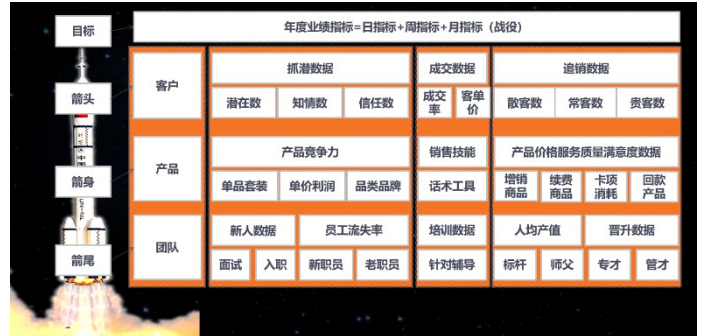 目标
年度业绩指标=日指标+周指标+月指标（战役）
箭头
客户
抓潜数据
成交数据
追销数据
潜在数
知情数
信任数
成交率
客单价
散客数
常客数
贵客数
箭身
产品
产品竞争力
销售技能
产品价格服务质量满意度数据
单品套装
单价利润
品类品牌
话术工具
增销商品
续费商品
卡项消耗
回款产品
箭尾
团队
新人数据
员工流失率
培训数据
人均产值
晋升数据
面试
入职
新职员
老职员
针对辅导
标杆
师父
专才
管才